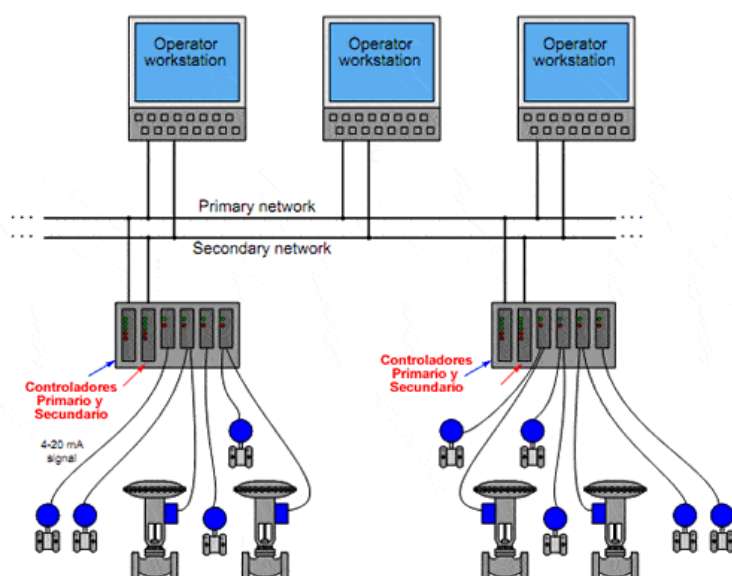 Operator
workstation
Operator
workstation
Operator
workstation
. . .
Primary network
. . .
. . .
Secondary network
. . .
Controladores
Primario y
Secundario
Controladores
Primario y
Secundario
4-20 mA
signal